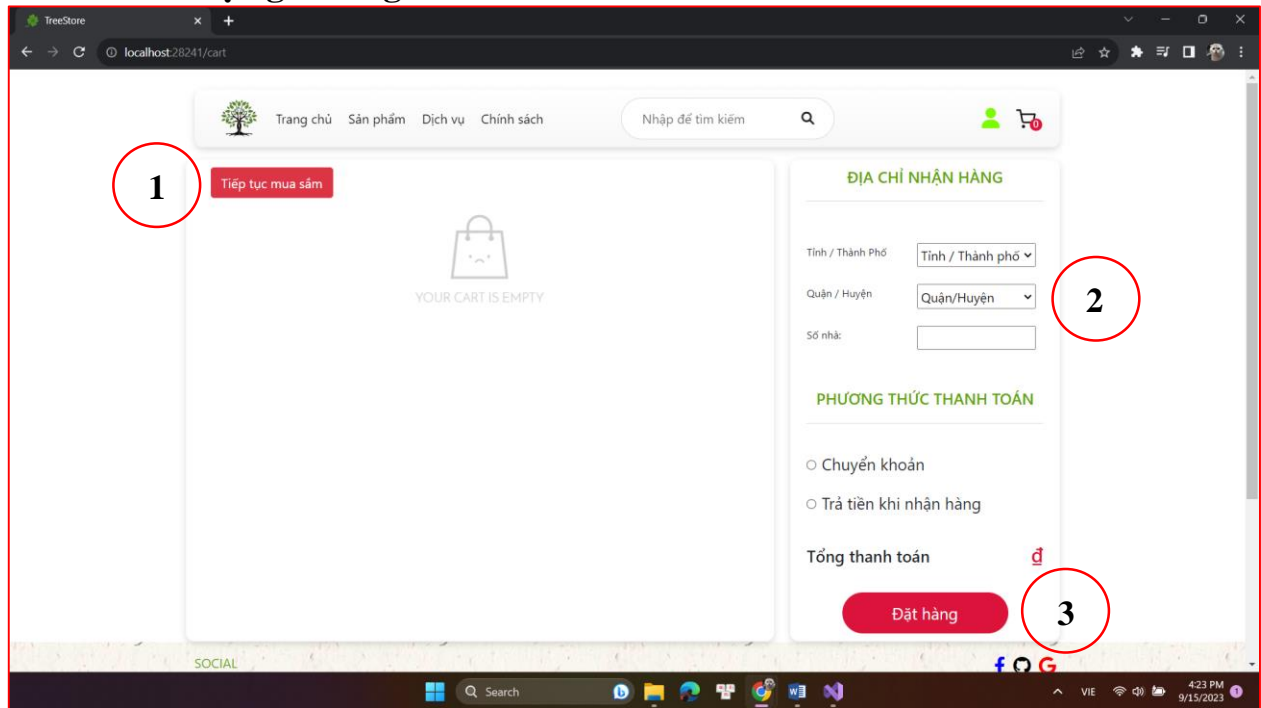 TreeStore
localhost:28241/cart
Trang chủ Sản phẩm Dịch vụ Chính sách Nhập để tìm kiếm 0
1 Tiếp tục mua sắm
YOUR CART IS EMPTY
ĐỊA CHỈ NHẬN HÀNG
Tỉnh / Thành Phố Tỉnh / Thành phố
Quận / Huyện Quận/Huyện
2
Số nhà:
PHƯƠNG THỨC THANH TOÁN
Chuyển khoản
Trả tiền khi nhận hàng
Tổng thanh toán đ
Đặt hàng 3
SOCIAL f G
Search b VIE 4:23 PM
9/15/2023 1